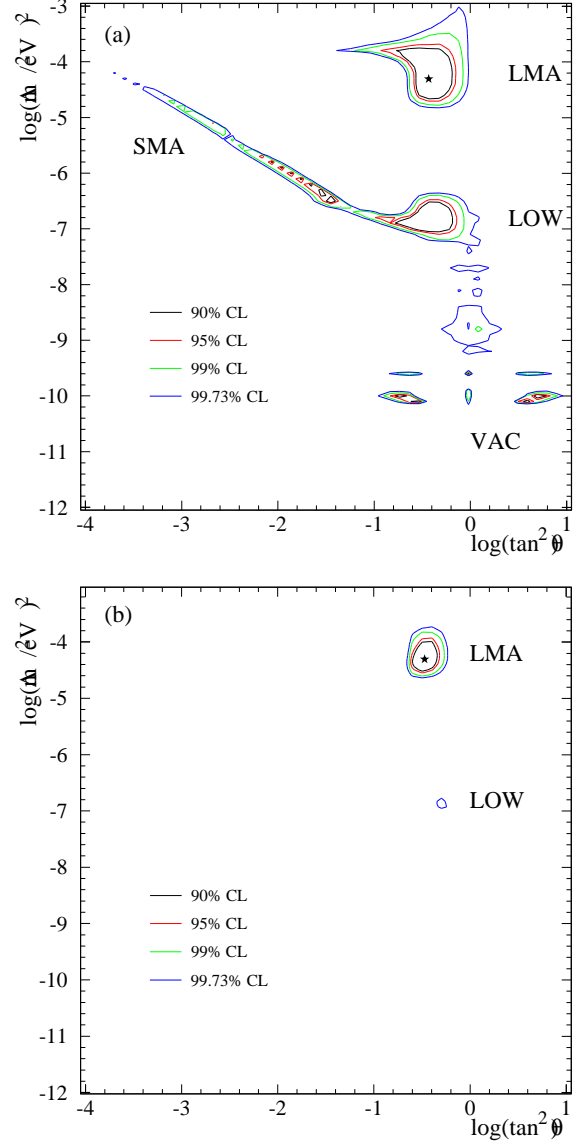 (a)
log(Δm²/eV²)
-3
-4
-5
-6
-7
-8
-9
-10
-11
-12
LMA
SMA
LOW
90% CL
95% CL
99% CL
99.73% CL
VAC
-4 -3 -2 -1 0 1
log(tan²θ)
(b)
log(Δm²/eV²)
-4
-5
-6
-7
-8
-9
-10
-11
-12
LMA
LOW
90% CL
95% CL
99% CL
99.73% CL
-4 -3 -2 -1 0 1
log(tan²θ)